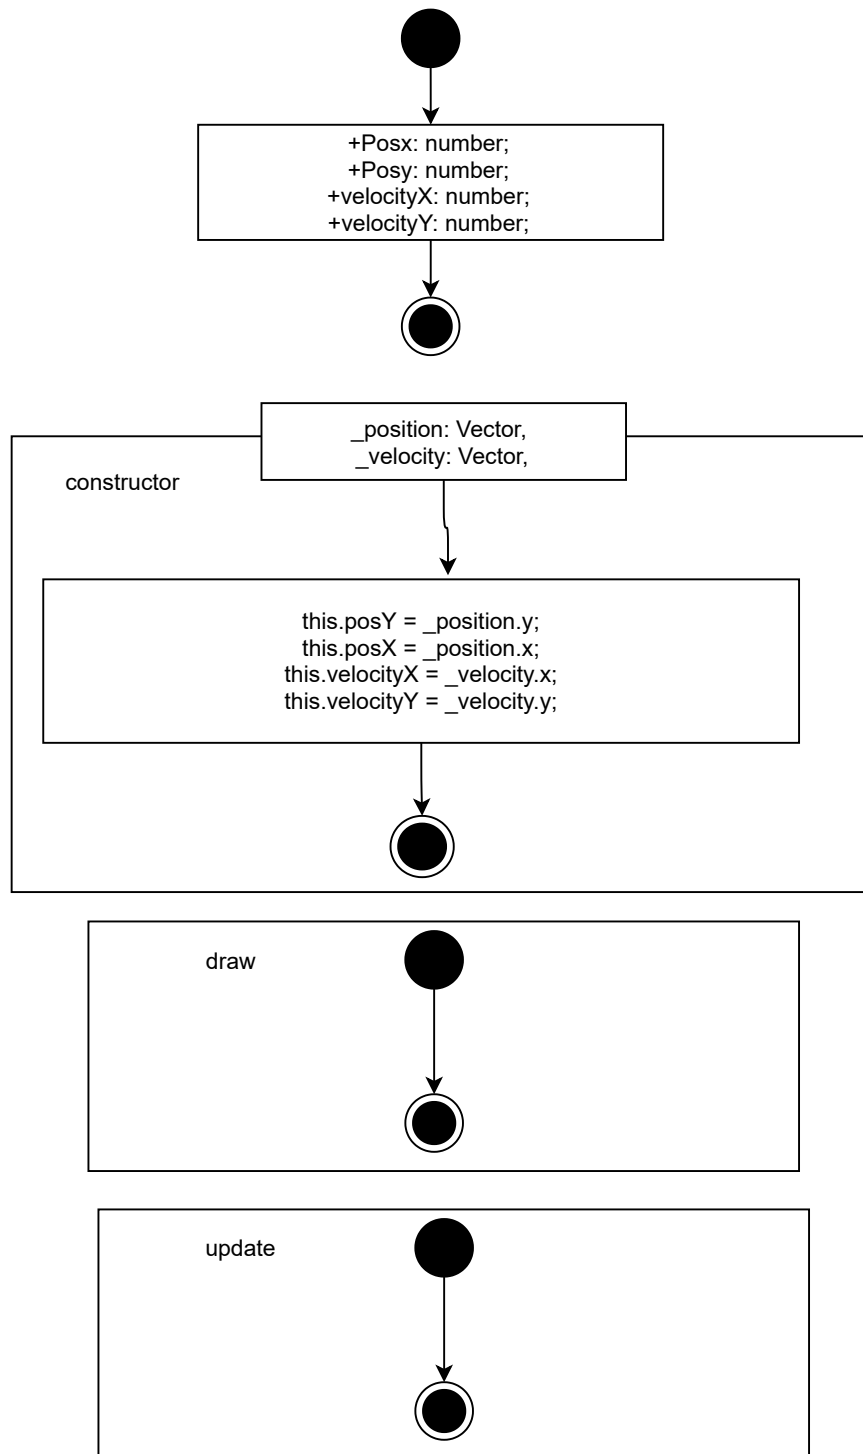 +Posx: number;
+Posy: number;
+velocityX: number;
+velocityY: number;
_position: Vector,
_velocity: Vector,
constructor
this.posY = _position.y;
this.posX = _position.x;
this.velocityX = _velocity.x;
this.velocityY = _velocity.y;
draw
update